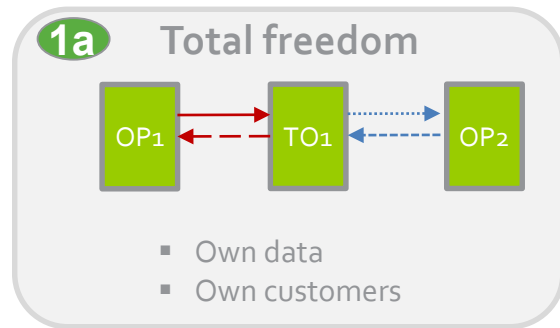 1a Total freedom
OP1 TO1 OP2
▪ Own data
▪ Own customers